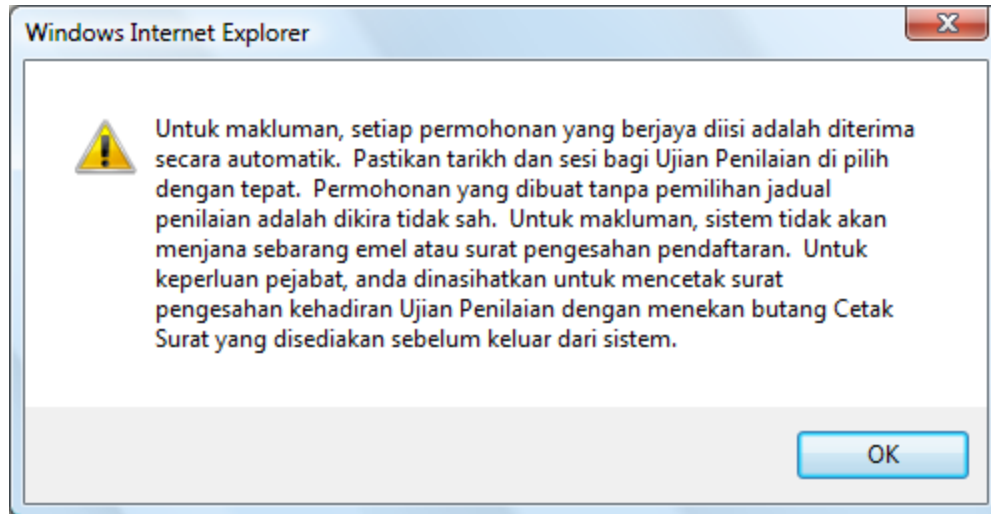 Windows Internet Explorer
Untuk makluman, setiap permohonan yang berjaya diisi adalah diterima
secara automatik.  Pastikan tarikh dan sesi bagi Ujian Penilaian di pilih
dengan tepat.  Permohonan yang dibuat tanpa pemilihan jadual
penilaian adalah dikira tidak sah.  Untuk makluman, sistem tidak akan
menjana sebarang emel atau surat pengesahan pendaftaran.  Untuk
keperluan pejabat, anda dinasihatkan untuk mencetak surat
pengesahan kehadiran Ujian Penilaian dengan menekan butang Cetak
Surat yang disediakan sebelum keluar dari sistem.
OK